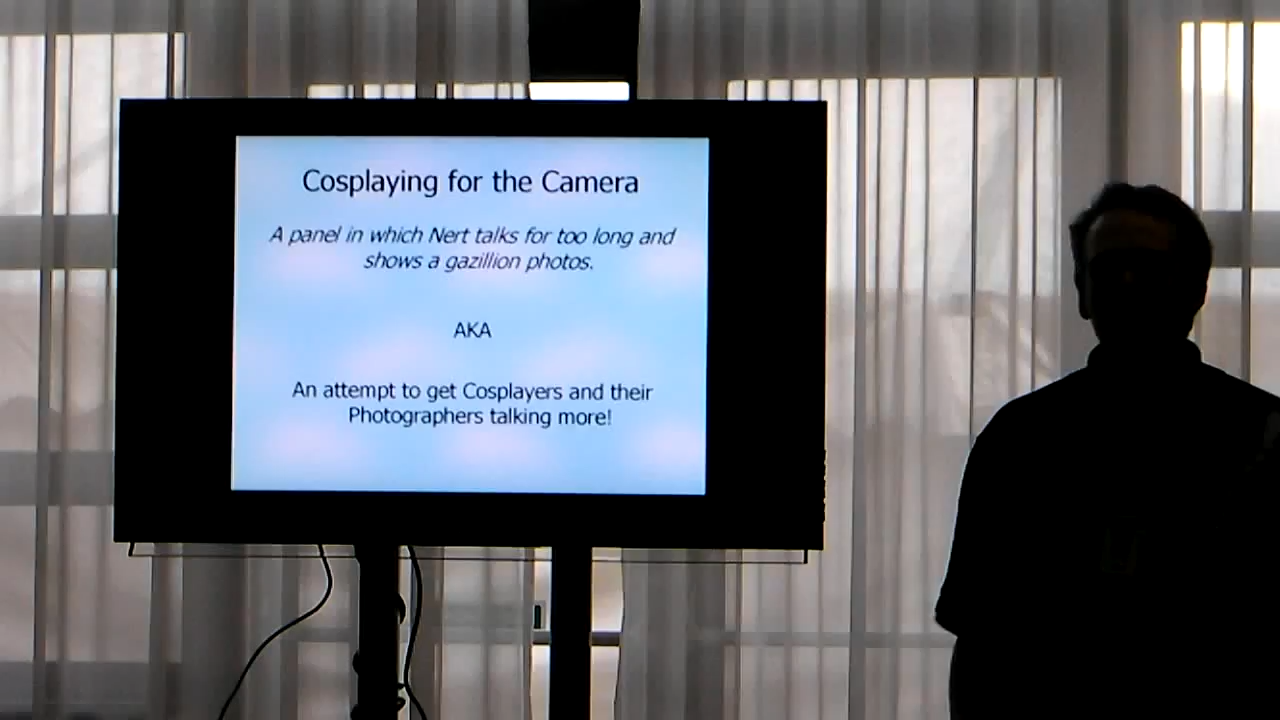 Cosplaying for the Camera
A panel in which Nert talks for too long and
shows a gazillion photos.
AKA
An attempt to get Cosplayers and their
Photographers talking more!